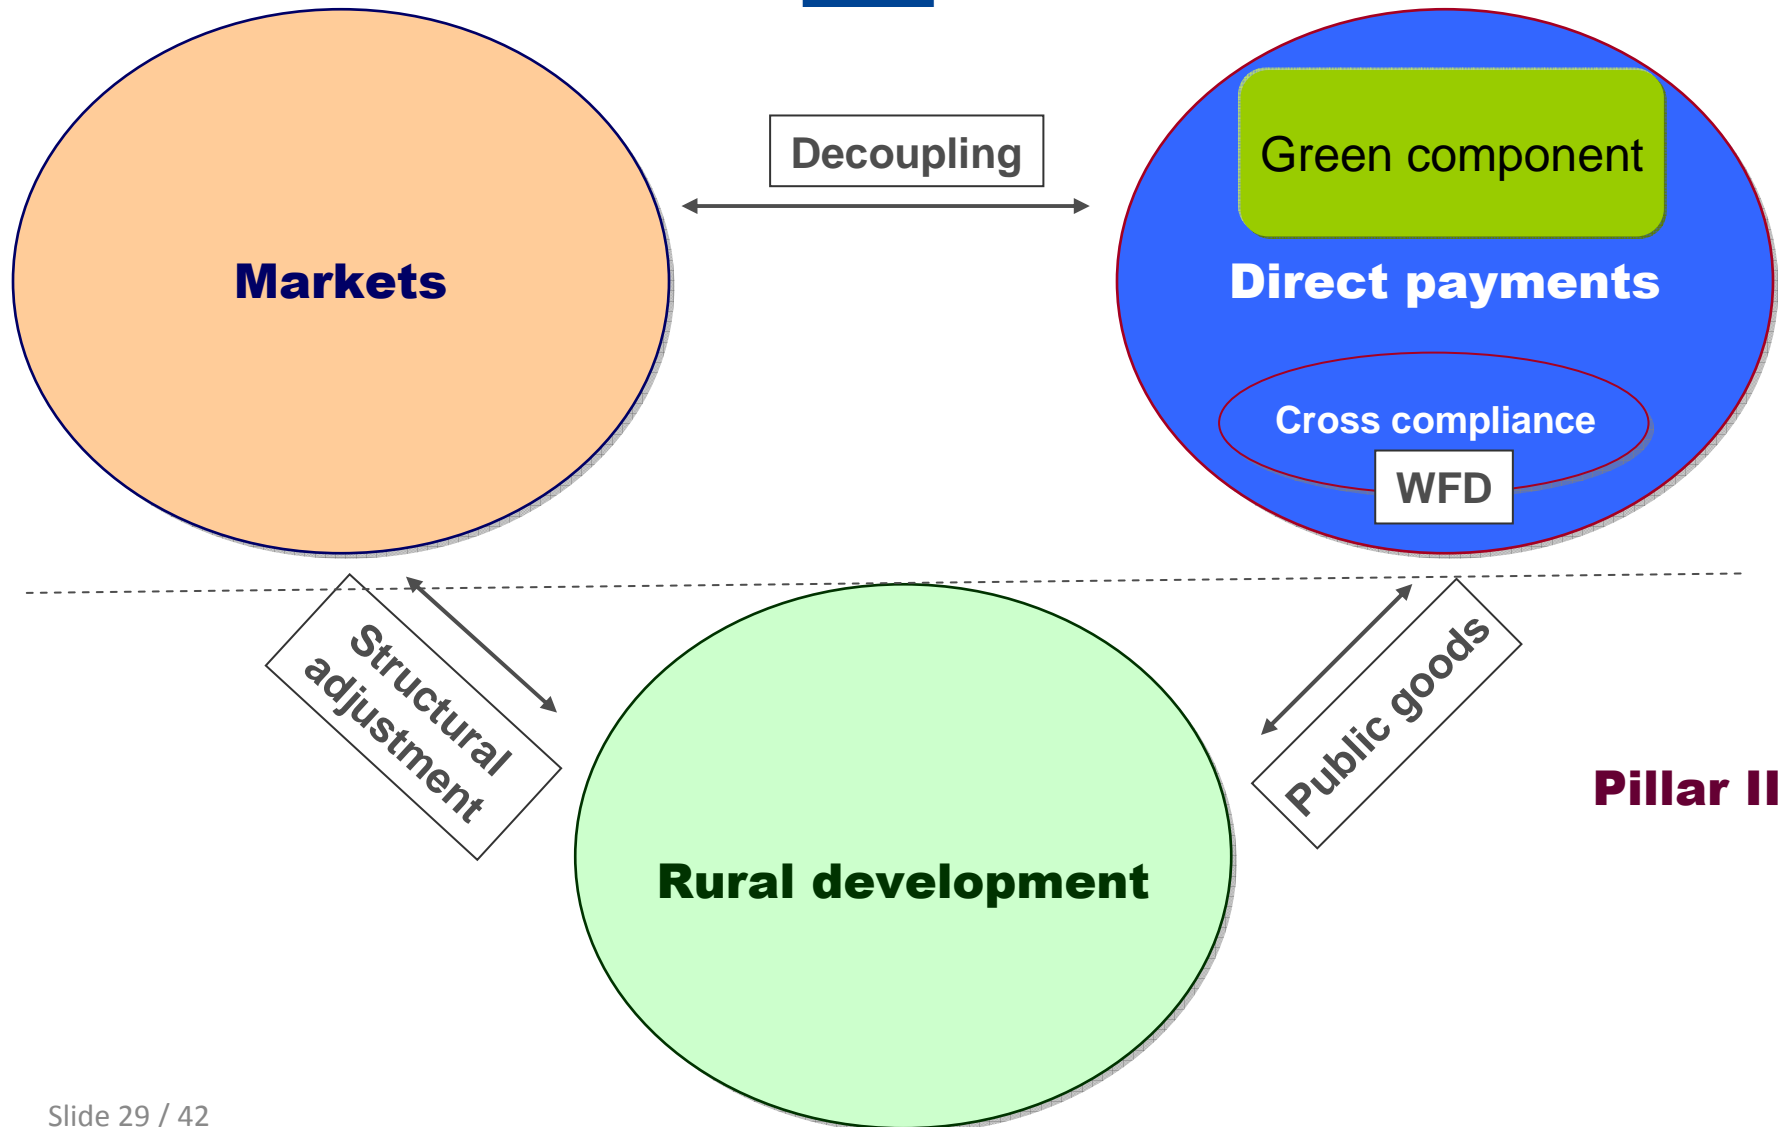 Decoupling
Green component
Markets
Direct payments
Cross compliance
WFD
Structural
adjustment
Public goods
Pillar II
Rural development
Slide 29 / 42